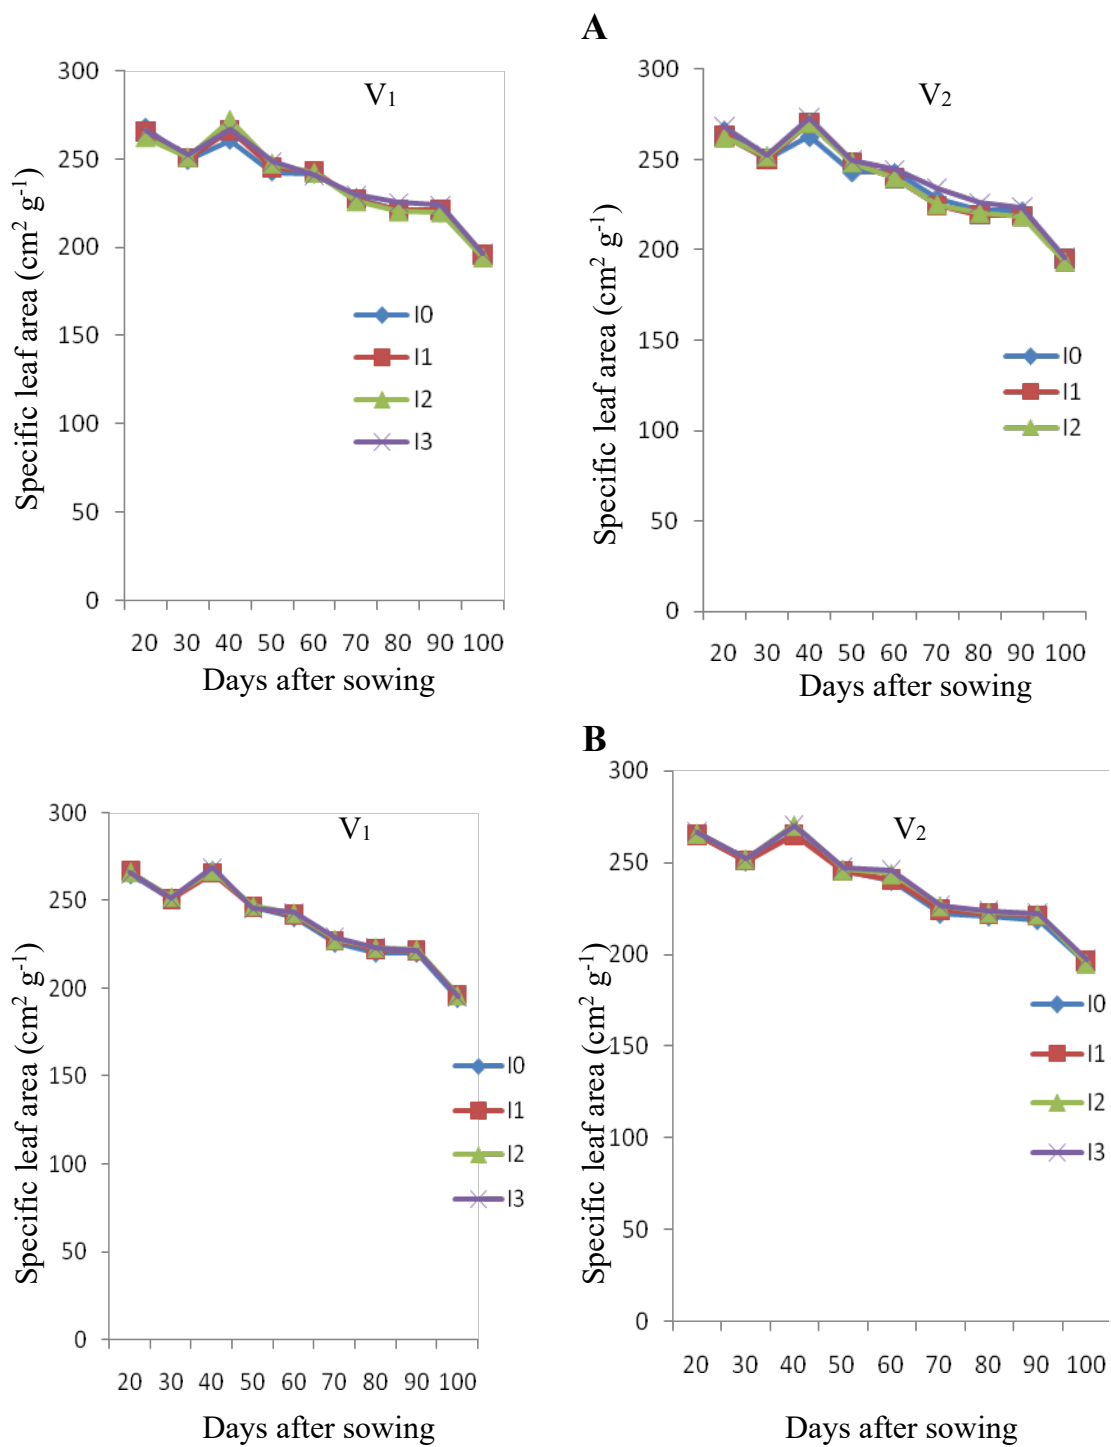 A
V₁
300
250
200
150
100
50
0
Specific leaf area (cm² g⁻¹)
I0
I1
I2
I3
20 30 40 50 60 70 80 90 100
Days after sowing
V₂
300
250
200
150
100
50
0
Specific leaf area (cm² g⁻¹)
I0
I1
I2
20 30 40 50 60 70 80 90 100
Days after sowing
B
V₁
300
250
200
150
100
50
0
Specific leaf area (cm² g⁻¹)
I0
I1
I2
I3
20 30 40 50 60 70 80 90 100
Days after sowing
V₂
300
250
200
150
100
50
0
Specific leaf area (cm² g⁻¹)
I0
I1
I2
I3
20 30 40 50 60 70 80 90 100
Days after sowing